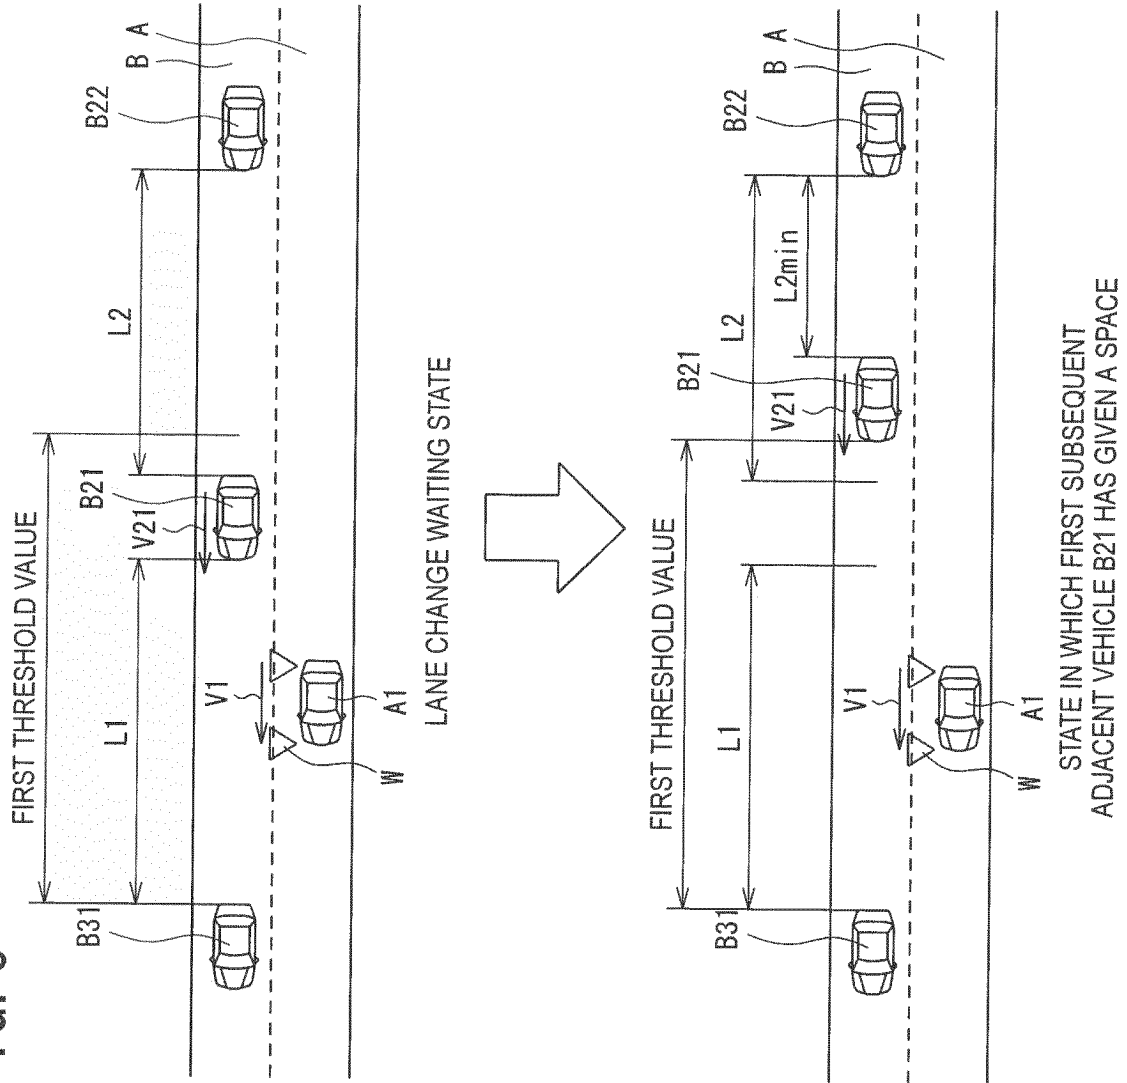 FIRST THRESHOLD VALUE
L1
L2
B31
V21
B21
B22
B
A
V1
W
A1
LANE CHANGE WAITING STATE
FIRST THRESHOLD VALUE
L1
L2
L2min
B31
V21
B21
B22
B
A
V1
W
A1
STATE IN WHICH FIRST SUBSEQUENT
ADJACENT VEHICLE B21 HAS GIVEN A SPACE